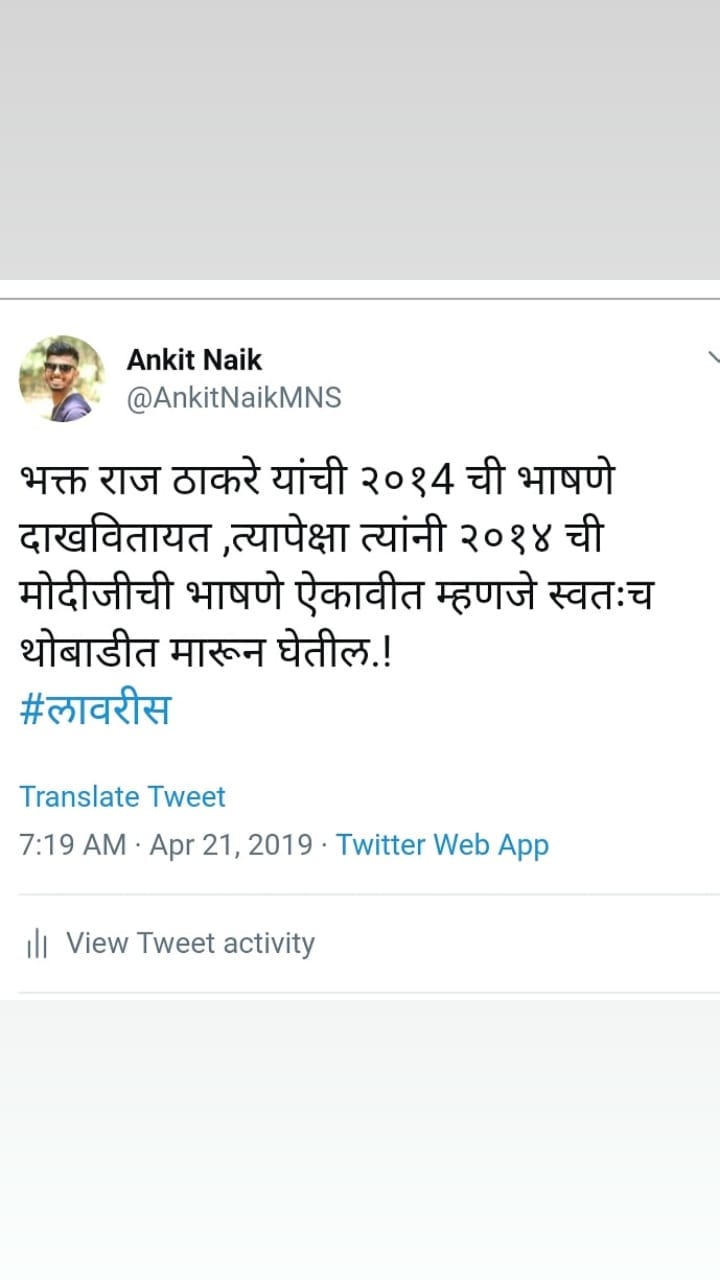 Ankit Naik
@AnkitNaikMNS
भक्त राज ठाकरे यांची २०१4 ची भाषणे
दाखवितायत ,त्यापेक्षा त्यांनी २०१४ ची
मोदीजीची भाषणे ऐकावीत म्हणजे स्वतःच
थोबाडीत मारून घेतील.!
#लावरीस
Translate Tweet
7:19 AM · Apr 21, 2019 · Twitter Web App
View Tweet activity